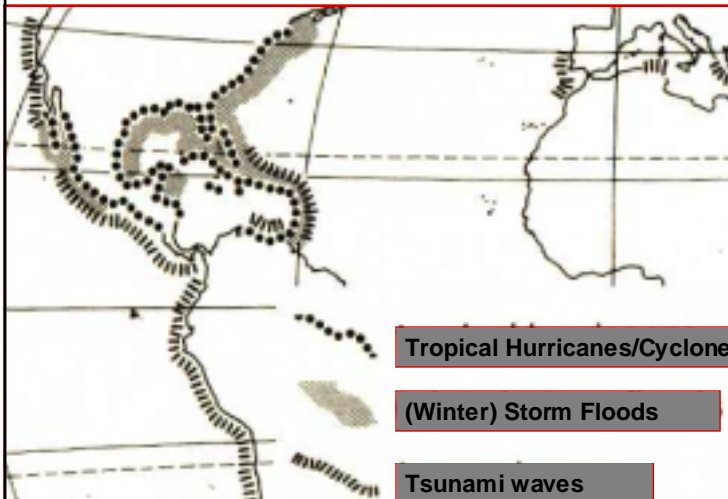 Tropical Hurricanes/Cyclone
(Winter) Storm Floods
Tsunami waves